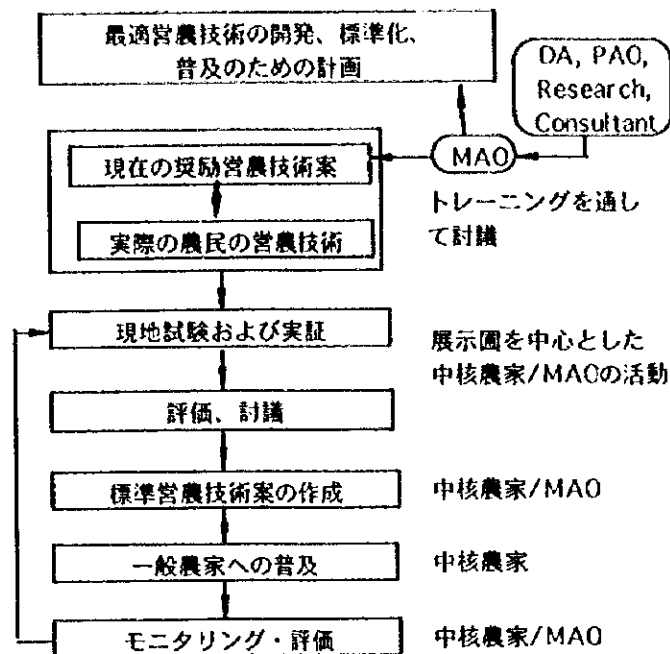 最適営農技術の開発、標準化、
普及のための計画
DA, PAO,
Research,
Consultant
MAO
現在の奨励営農技術案
トレーニングを通し
て討議
実際の農民の営農技術
現地試験および実証
展示圃を中心とした
中核農家/MAOの活動
評価、討議
標準営農技術案の作成
中核農家/MAO
一般農家への普及
中核農家
モニタリング・評価
中核農家/MAO